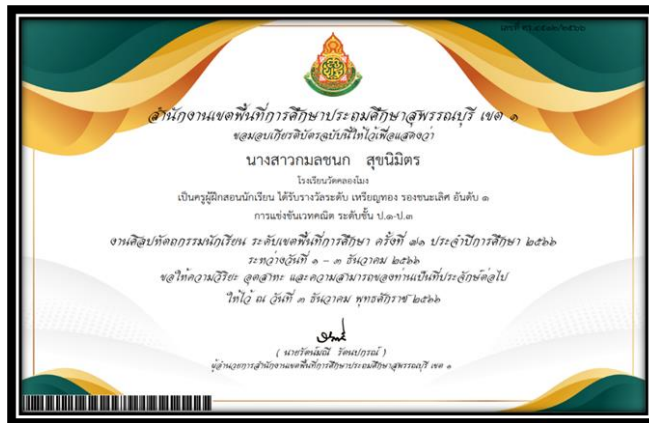 สำนักงานเขตพื้นที่การศึกษาประถมศึกษาสุพรรณบุรี เขต ๑
ขอมอบเกียรติบัตรฉบับนี้ให้ไว้เพื่อแสดงว่า
นางสาวกมลชนก สุขนิมิตร
โรงเรียนวัดคลองโมง
เป็นครูผู้ฝึกสอนนักเรียน ได้รับรางวัลระดับ เหรียญทอง รองชนะเลิศ อันดับ ๑
การแข่งขันเวทคณิต ระดับชั้น ป.๑-ป.๓
งานศิลปหัตถกรรมนักเรียน ระดับเขตพื้นที่การศึกษา ครั้งที่ ๗๑ ประจำปีการศึกษา ๒๕๖๖
ระหว่างวันที่ ๑ – ๓ ธันวาคม ๒๕๖๖
ขอให้ความวิริยะ อุตสาหะ และความสามารถของท่านเป็นที่ประจักษ์ต่อไป
ให้ไว้ ณ วันที่ ๓ ธันวาคม พุทธศักราช ๒๕๖๖
( นายรัตน์มณี รัตนปกรณ์ )
ผู้อำนวยการสำนักงานเขตพื้นที่การศึกษาประถมศึกษาสุพรรณบุรี เขต ๑